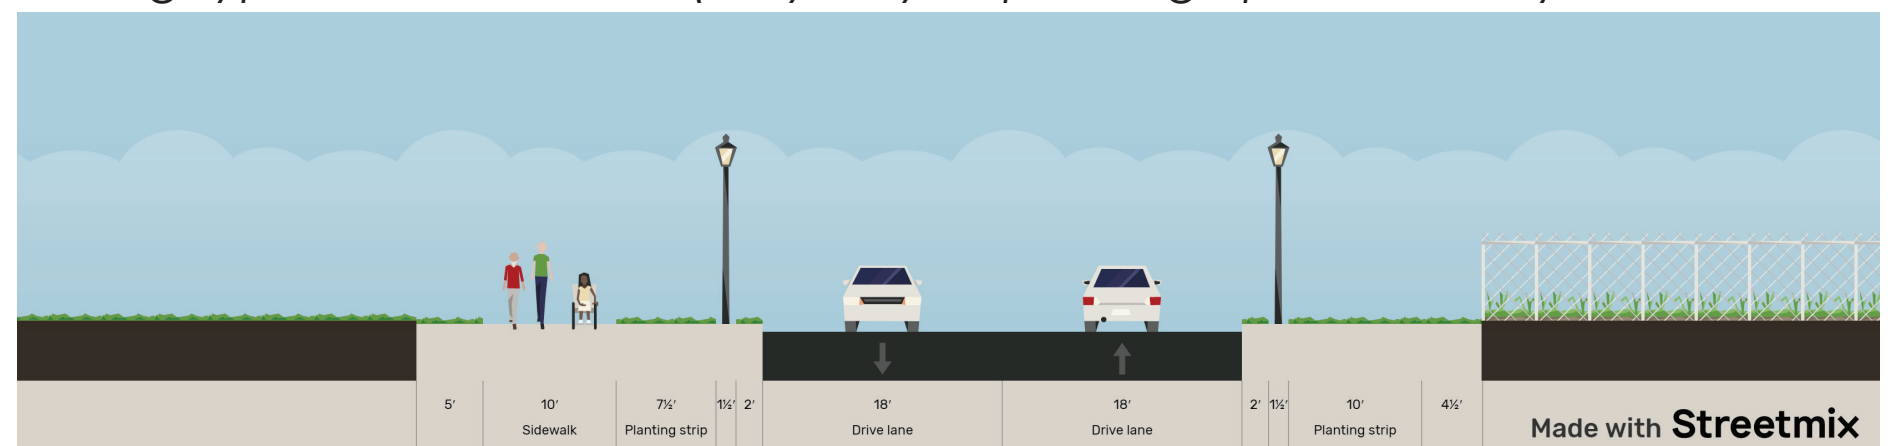 5′ 10′ 7½′ 1½′ 2′ 18′ 18′ 2′ 1½′ 10′ 4½′
Sidewalk Planting strip Drive lane Drive lane Planting strip
Made with Streetmix